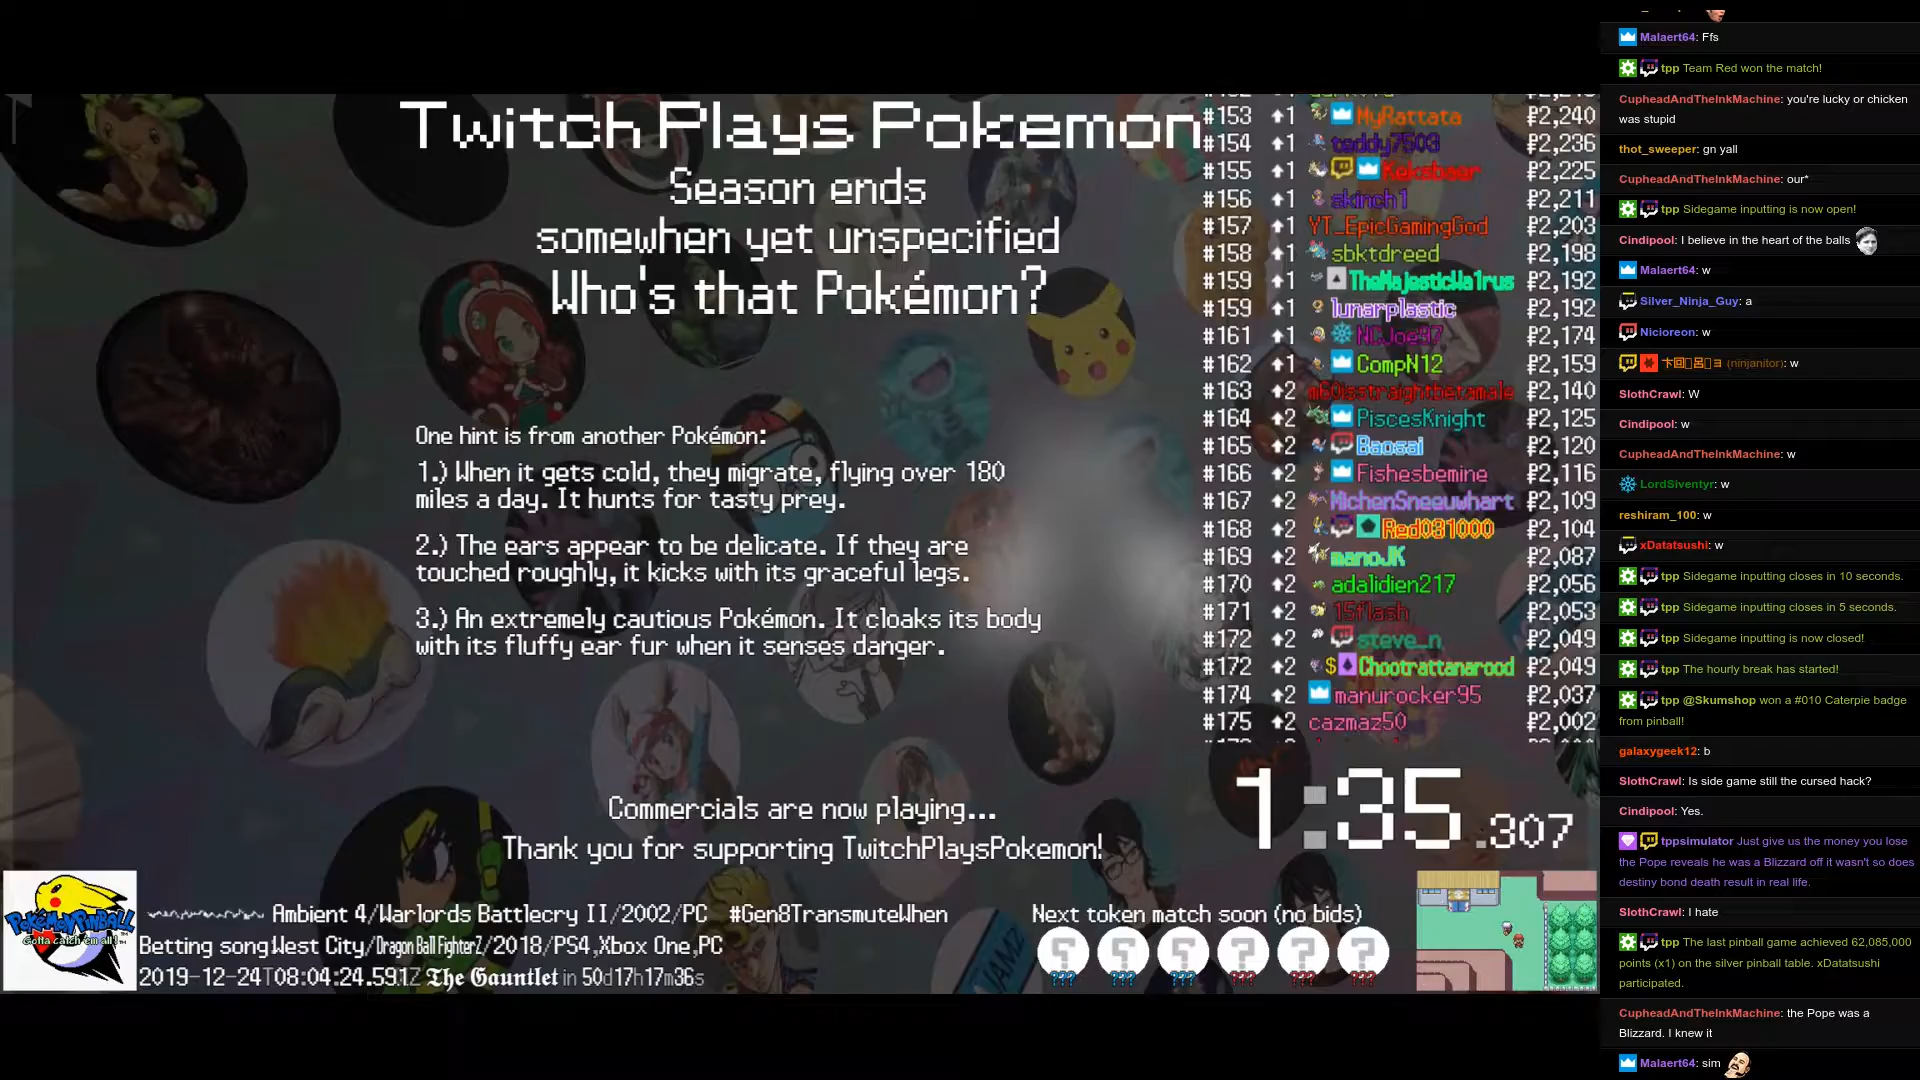 Twitch Plays Pokemon
Season ends
somewhen yet unspecified
Who's that Pokémon?
One hint is from another Pokémon:
1.) When it gets cold, they migrate, flying over 180
miles a day. It hunts for tasty prey.
2.) The ears appear to be delicate. If they are
touched roughly, it kicks with its graceful legs.
3.) An extremely cautious Pokémon. It cloaks its body
with its fluffy ear fur when it senses danger.
Commercials are now playing...
Thank you for supporting TwitchPlaysPokemon!
#153 1 MyRattata ₽2,240
#154 1 teddy7503 ₽2,236
#155 1 Keksbaer ₽2,225
#156 1 skinch1 ₽2,211
#157 1 YT_EpicGamingGod ₽2,203
#158 1 sbktdreed ₽2,198
#159 1 TheMajesticWa1rus ₽2,192
#159 1 lunarplastic ₽2,192
#161 1 NCJoe37 ₽2,174
#162 1 CompN12 ₽2,159
#163 2 m60isstraightbetamale ₽2,140
#164 2 PiscesKnight ₽2,125
#165 2 Baosai ₽2,120
#166 2 Fishesbemine ₽2,116
#167 2 MichenSneeuwhart ₽2,109
#168 2 Red081000 ₽2,104
#169 2 manoJK ₽2,087
#170 2 adalidien217 ₽2,056
#171 2 15flash ₽2,053
#172 2 steve_n ₽2,049
#172 2 $ Chootrattanarood ₽2,049
#174 2 manurocker95 ₽2,037
#175 2 cazmaz50 ₽2,002
1:35.307
Pokémon Pinball
Gotta catch 'em all!
Ambient 4/Warlords Battlecry II/2002/PC #Gen8TransmuteWhen
Betting song West City/Dragon Ball FighterZ/2018/PS4,Xbox One,PC
2019-12-24T08:04:24.591Z The Gauntlet in 50d17h17m36s
Next token match soon (no bids)
? ? ? ? ? ?
??? ??? ??? ??? ??? ???
Malaert64: Ffs
tpp Team Red won the match!
CupheadAndTheInkMachine: you're lucky or chicken
was stupid
thot_sweeper: gn yall
CupheadAndTheInkMachine: our*
tpp Sidegame inputting is now open!
Cindipool: I believe in the heart of the balls
Malaert64: w
Silver_Ninja_Guy: a
Nicioreon: w
(ninjanitor): w
SlothCrawl: W
Cindipool: w
CupheadAndTheInkMachine: w
LordSiventyr: w
reshiram_100: w
xDatatsushi: w
tpp Sidegame inputting closes in 10 seconds.
tpp Sidegame inputting closes in 5 seconds.
tpp Sidegame inputting is now closed!
tpp The hourly break has started!
tpp @Skumshop won a #010 Caterpie badge
from pinball!
galaxygeek12: b
SlothCrawl: Is side game still the cursed hack?
Cindipool: Yes.
tppsimulator Just give us the money you lose
the Pope reveals he was a Blizzard off it wasn't so does
destiny bond death result in real life.
SlothCrawl: I hate
tpp The last pinball game achieved 62,085,000
points (x1) on the silver pinball table. xDatatsushi
participated.
CupheadAndTheInkMachine: the Pope was a
Blizzard. I knew it
Malaert64: sim